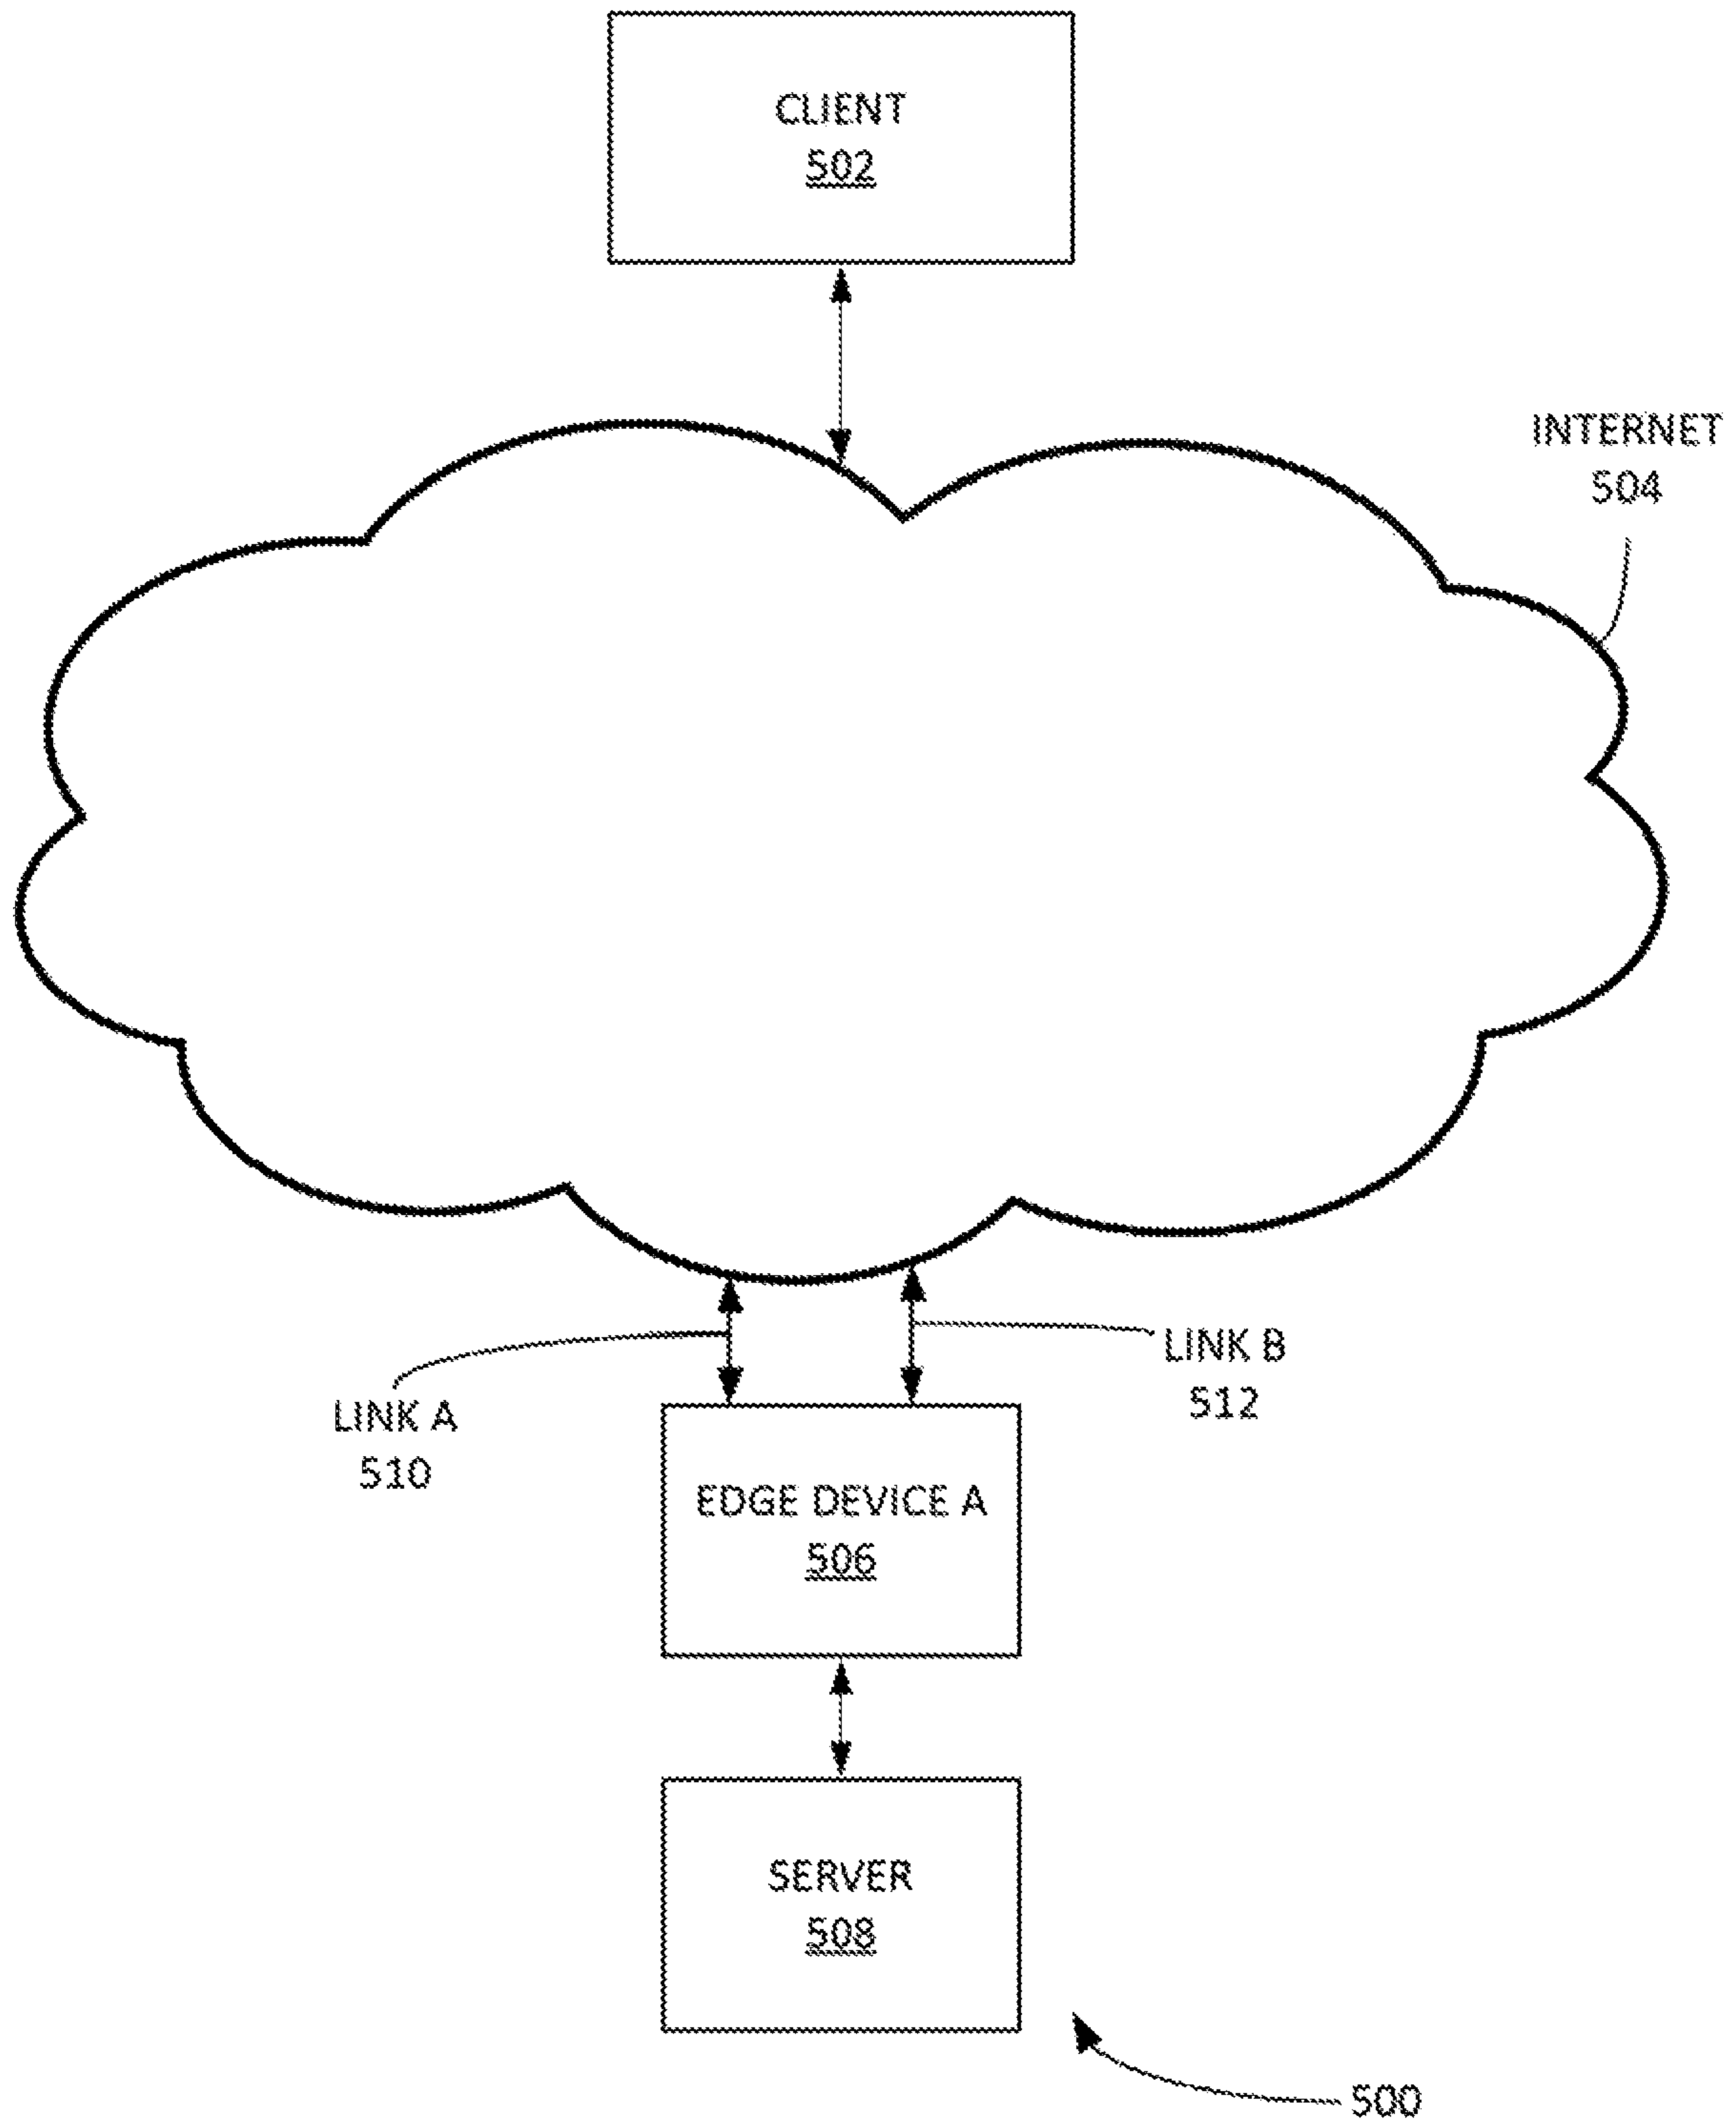 CLIENT
502
INTERNET
504
LINK A
510
LINK B
512
EDGE DEVICE A
506
SERVER
508
500